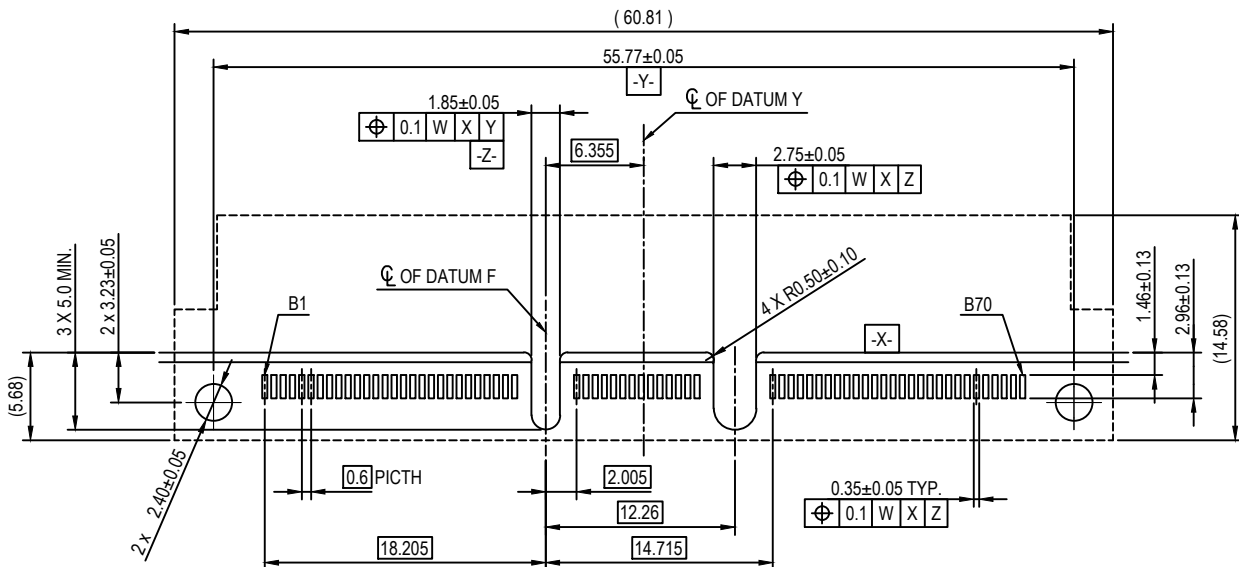 ( 60.81 )
55.77±0.05
-Y-
1.85±0.05
0.1 W X Y
-Z-
℄ OF DATUM Y
6.355
2.75±0.05
0.1 W X Z
3 X 5.0 MIN.
2 x 3.23±0.05
℄ OF DATUM F
4 X R0.50±0.10
B1
B70
-X-
1.46±0.13
2.96±0.13
(14.58)
(5.68)
2 x 2.40±0.05
0.6 PICTH
2.005
0.35±0.05 TYP.
0.1 W X Z
12.26
18.205
14.715